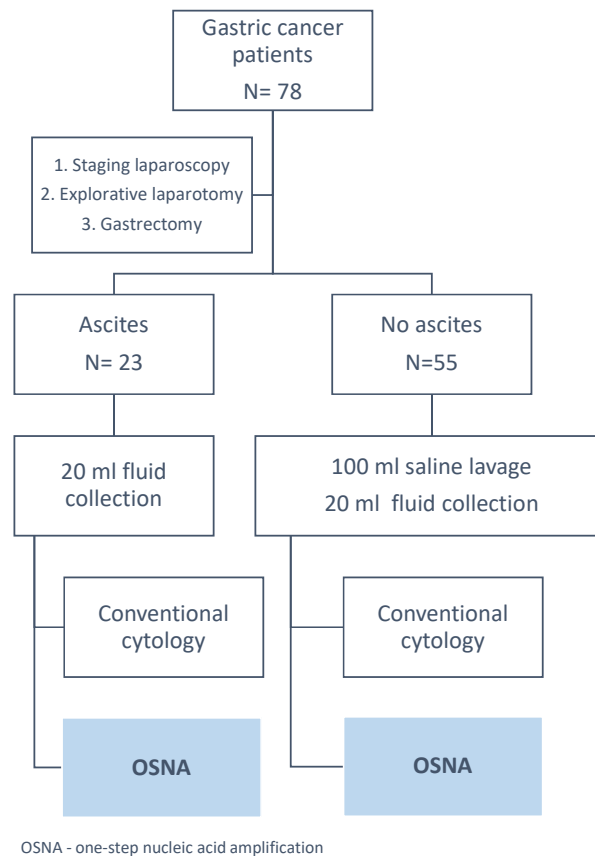 Gastric cancer
patients
N= 78
1. Staging laparoscopy
2. Explorative laparotomy
3. Gastrectomy
Ascites
N= 23
No ascites
N=55
20 ml fluid
collection
100 ml saline lavage
20 ml fluid collection
Conventional
cytology
Conventional
cytology
OSNA
OSNA
OSNA - one-step nucleic acid amplification